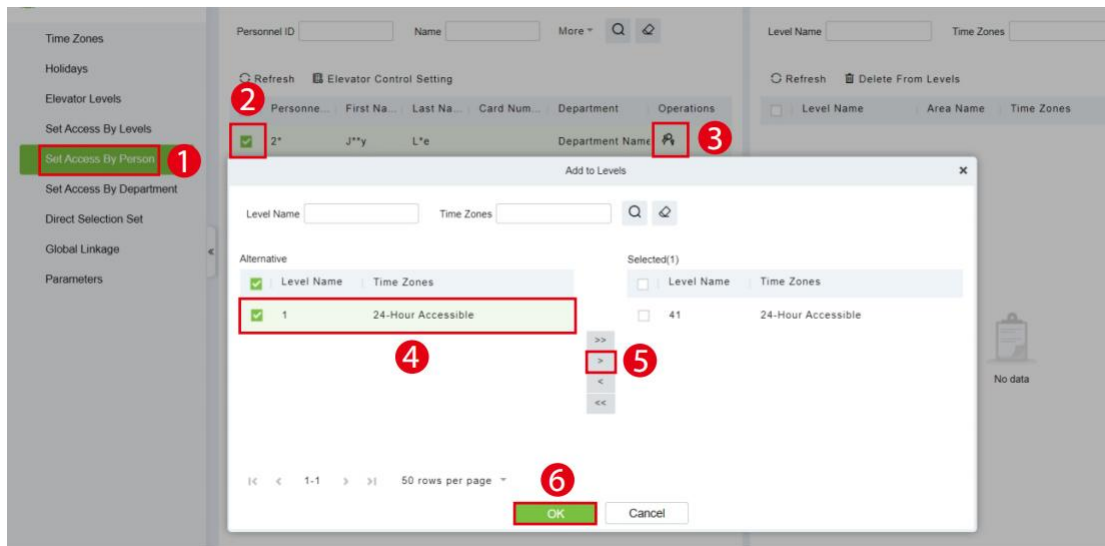 Time Zones
Holidays
Elevator Levels
Set Access By Levels
Set Access By Person
1
Set Access By Department
Direct Selection Set
Global Linkage
Parameters
Personnel ID Name More
Refresh Elevator Control Setting
2
Personne... First Na... Last Na... Card Num... Department Operations
2* J**y L*e Department Name
3
Level Name Time Zones
Refresh Delete From Levels
Level Name Area Name Time Zones
No data
Add to Levels ×
Level Name Time Zones
Alternative
Level Name Time Zones
1 24-Hour Accessible
4
>>
>
<
<<
5
Selected(1)
Level Name Time Zones
41 24-Hour Accessible
|< < 1-1 > >| 50 rows per page
6
OK Cancel